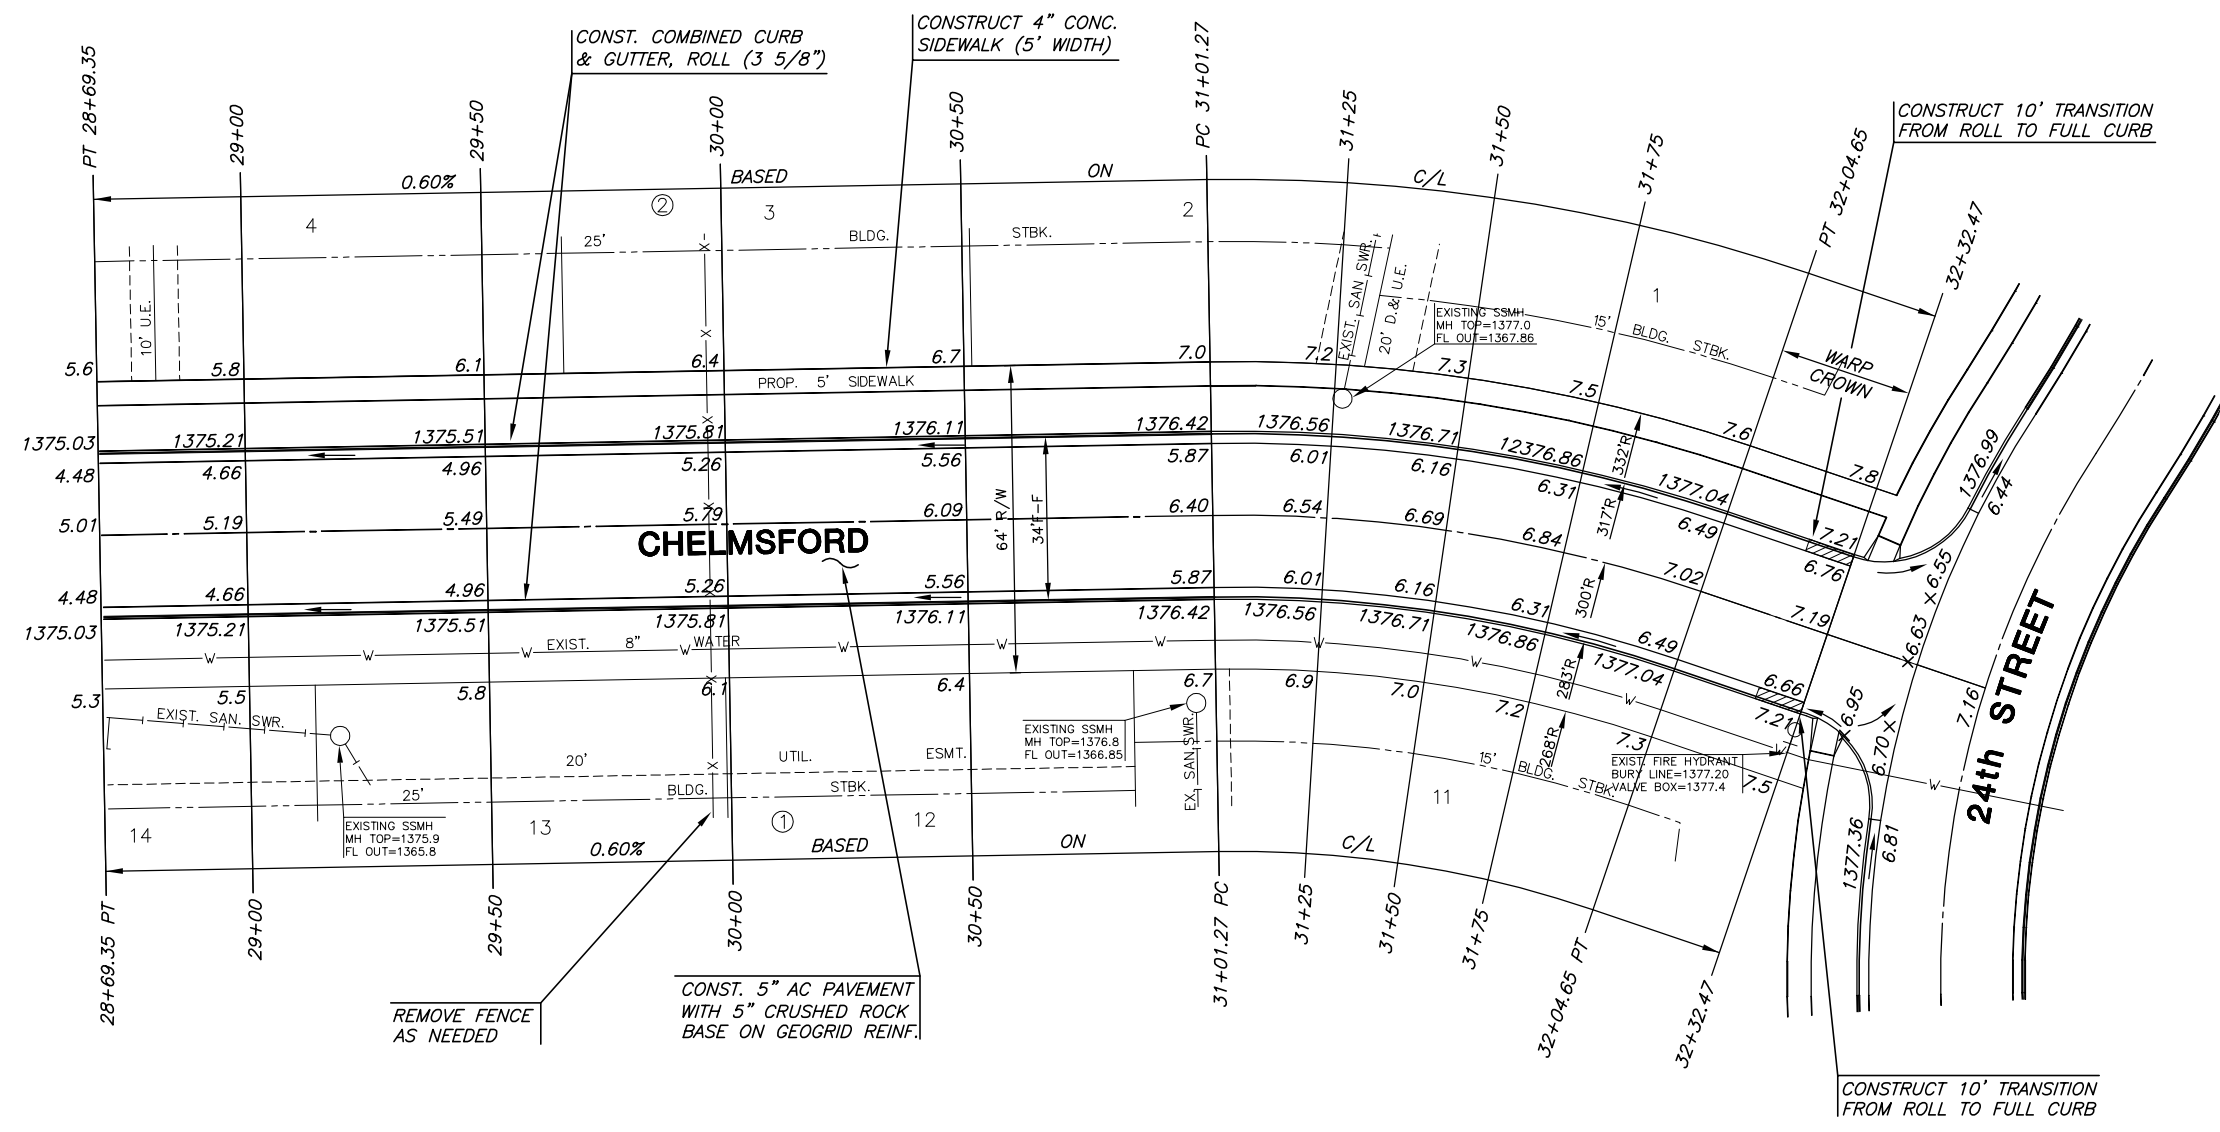 CONST. COMBINED CURB
& GUTTER, ROLL (3 5/8")
CONSTRUCT 4" CONC.
SIDEWALK (5' WIDTH)
CONSTRUCT 10' TRANSITION
FROM ROLL TO FULL CURB
PT 28+69.35
29+00
29+50
30+00
30+50
PC 31+01.27
31+25
31+50
31+75
PT 32+04.65
32+32.47
0.60%
BASED
ON
C/L
4
2
3
2
1
25'
BLDG.
STBK.
10' U.E.
EXIST. SAN SWR.
20' D.& U.E.
EXISTING SSMH
MH TOP=1377.0
FL OUT=1367.86
15'
BLDG.
STBK.
WARP
CROWN
5.6
5.8
6.1
6.4
6.7
7.0
7.2
7.3
7.5
7.6
7.8
PROP. 5' SIDEWALK
1375.03
1375.21
1375.51
1375.81
1376.11
1376.42
1376.56
1376.71
12376.86
1377.04
7.21
1376.99
4.48
4.66
4.96
5.26
5.56
5.87
6.01
6.16
6.31
6.49
6.76
6.44
332'R
317'R
5.01
5.19
5.49
5.79
6.09
6.40
6.54
6.69
6.84
7.02
7.19
7.16
64' R/W
34'F-F
300'R
6.55
6.63
CHELMSFORD
24th STREET
4.48
4.66
4.96
5.26
5.56
5.87
6.01
6.16
6.31
6.49
6.66
6.95
1375.03
1375.21
1375.51
1375.81
1376.11
1376.42
1376.56
1376.71
1376.86
1377.04
7.21
6.70
283'R
268'R
EXIST. 8" WATER
W W W W W W W W W W W W
X X X X X X X X
5.3
5.5
5.8
6.1
6.4
6.7
6.9
7.0
7.2
7.3
7.5
EXIST. SAN. SWR.
EXISTING SSMH
MH TOP=1376.8
FL OUT=1366.85
EX. SAN SWR.
EXIST. FIRE HYDRANT
BURY LINE=1377.20
VALVE BOX=1377.4
20'
UTIL.
ESMT.
25'
BLDG.
STBK.
15'
BLDG.
STBK.
1377.36
6.81
14
EXISTING SSMH
MH TOP=1375.9
FL OUT=1365.8
13
1
12
11
0.60%
BASED
ON
C/L
28+69.35 PT
29+00
29+50
30+00
30+50
31+01.27 PC
31+25
31+50
31+75
32+04.65 PT
32+32.47
REMOVE FENCE
AS NEEDED
CONST. 5" AC PAVEMENT
WITH 5" CRUSHED ROCK
BASE ON GEOGRID REINF.
CONSTRUCT 10' TRANSITION
FROM ROLL TO FULL CURB